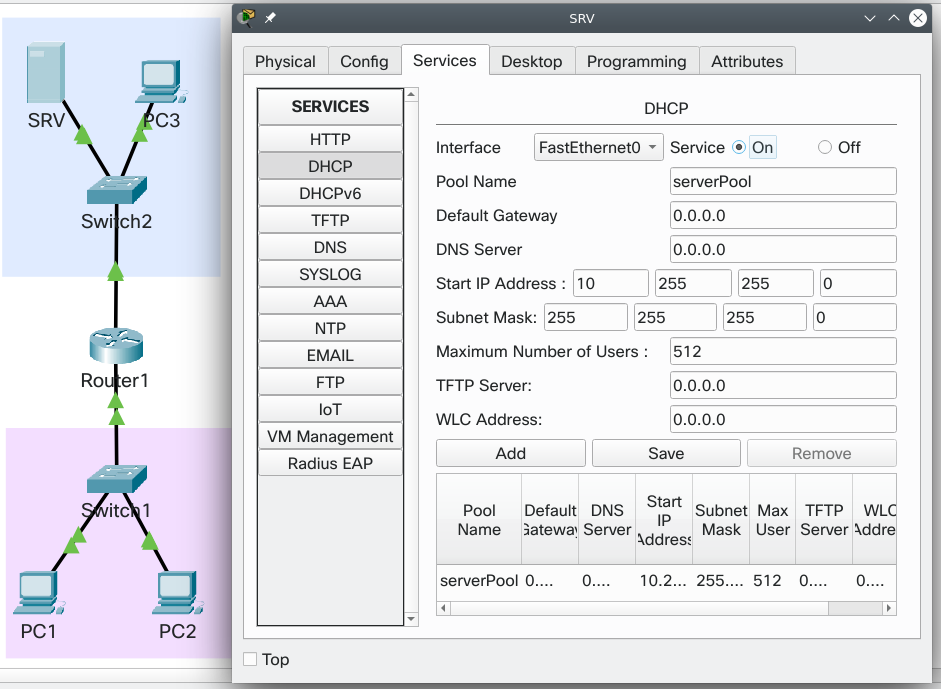 SRV
Physical Config Services Desktop Programming Attributes
SERVICES
HTTP
DHCP
DHCPv6
TFTP
DNS
SYSLOG
AAA
NTP
EMAIL
FTP
IoT
VM Management
Radius EAP
DHCP
Interface FastEthernet0 Service On Off
Pool Name serverPool
Default Gateway 0.0.0.0
DNS Server 0.0.0.0
Start IP Address : 10 255 255 0
Subnet Mask: 255 255 255 0
Maximum Number of Users : 512
TFTP Server: 0.0.0.0
WLC Address: 0.0.0.0
Add Save Remove
Pool Name Default Gateway DNS Server Start IP Address Subnet Mask Max User TFTP Server WLC Addre
serverPool 0.... 0.... 10.2... 255.... 512 0.... 0....
Top
SRV
PC3
Switch2
Router1
Switch1
PC1
PC2